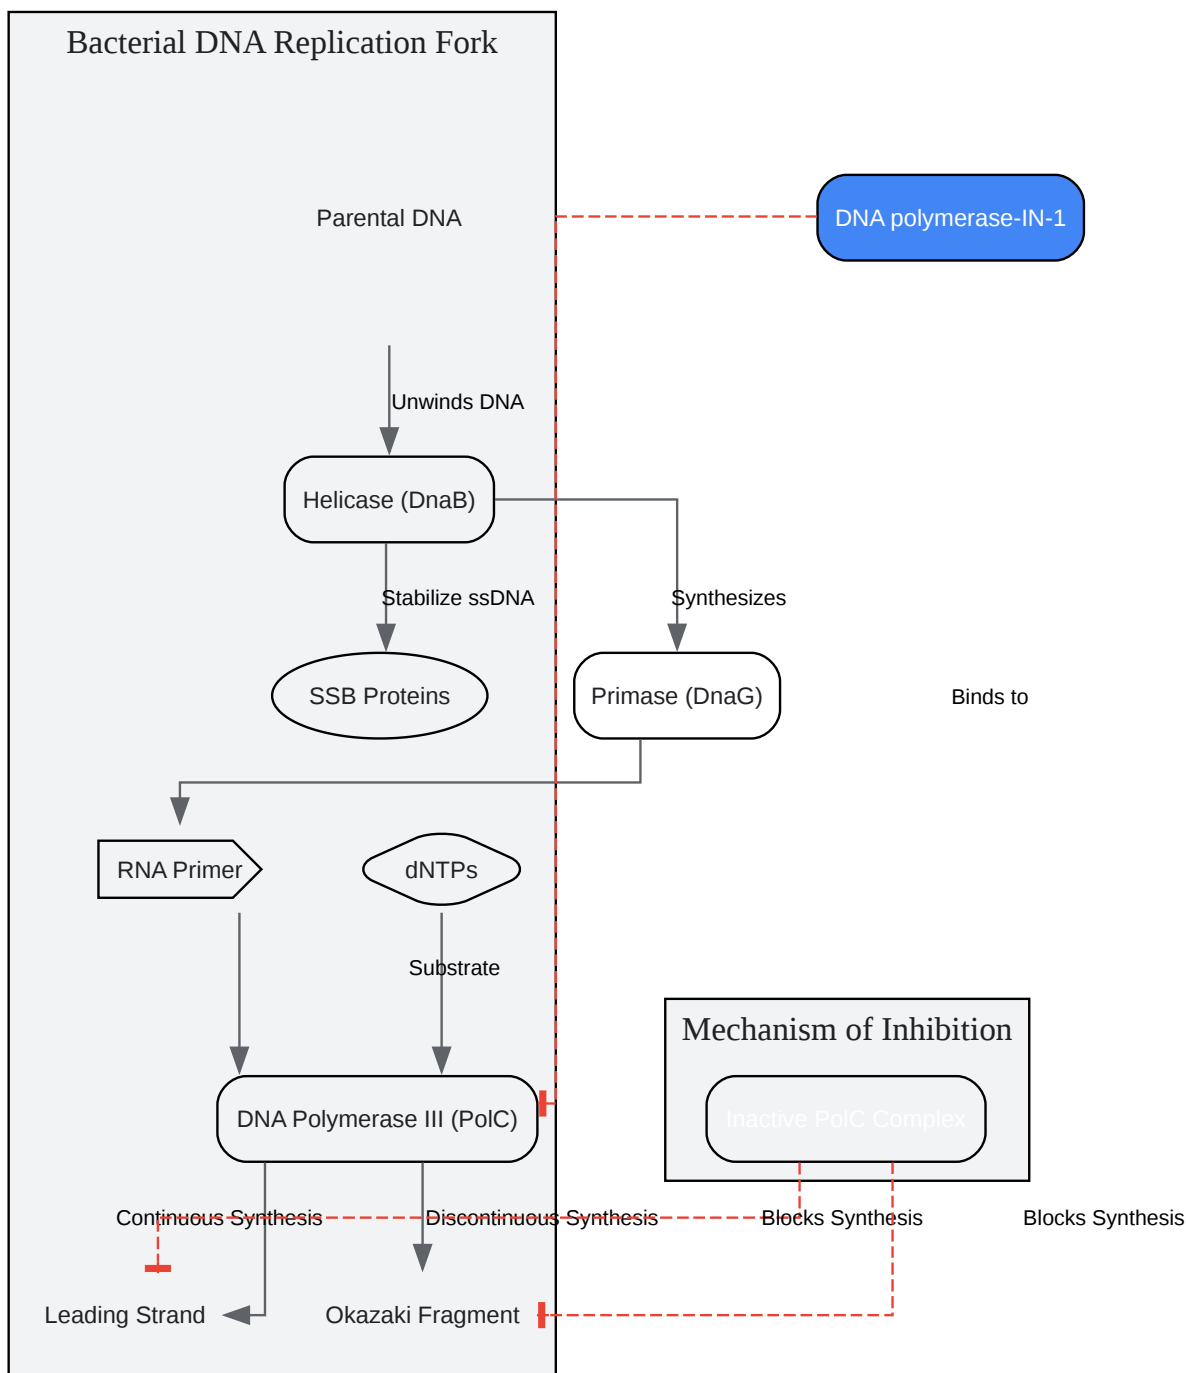 Bacterial DNA Replication Fork
Parental DNA
DNA polymerase-IN-1
Unwinds DNA
Helicase (DnaB)
Stabilize ssDNA
Synthesizes
SSB Proteins
Primase (DnaG)
Binds to
RNA Primer
dNTPs
Substrate
Mechanism of Inhibition
DNA Polymerase III (PolC)
Inactive PolC Complex
Continuous Synthesis
Discontinuous Synthesis
Blocks Synthesis
Blocks Synthesis
Leading Strand
Okazaki Fragment